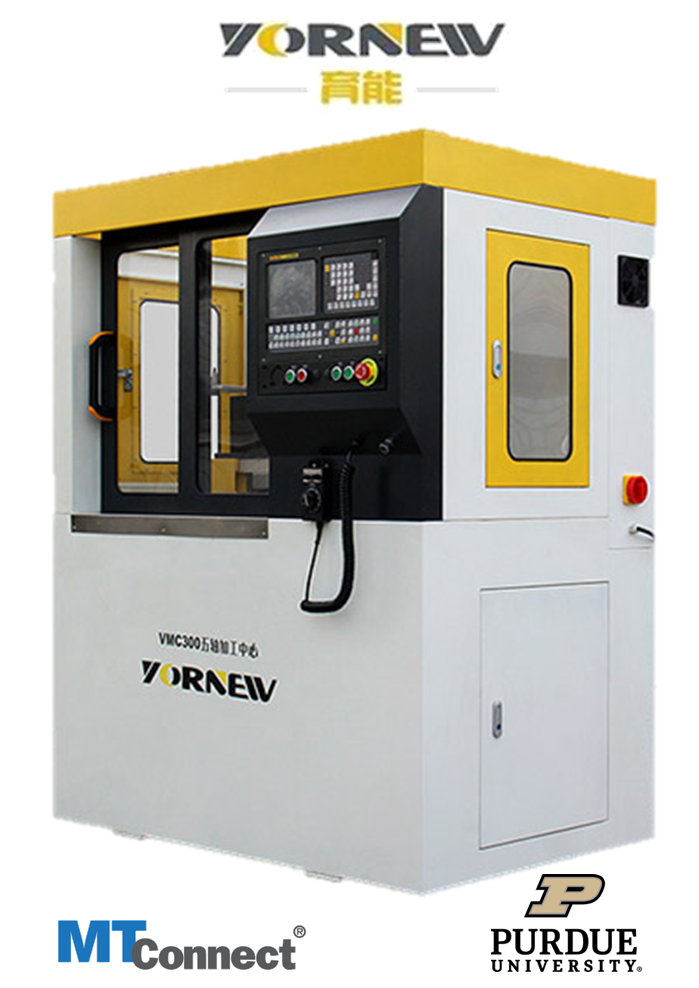 YORNEW
育能
VMC300五轴加工中心
YORNEW
MTConnect®
P
PURDUE
UNIVERSITY®